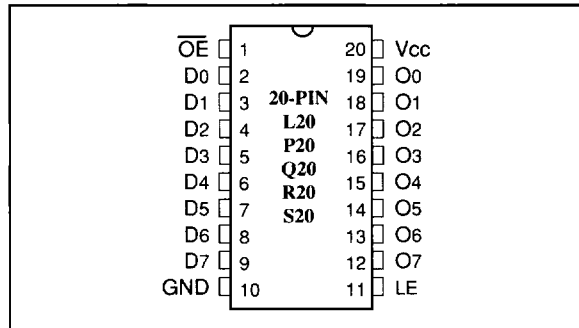 O̅E̅ 1 20 Vcc
D0 2 19 O0
D1 3 20-PIN 18 O1
D2 4 L20 17 O2
D3 5 P20 16 O3
D4 6 Q20 15 O4
D5 7 R20 14 O5
D6 8 S20 13 O6
D7 9 12 O7
GND 10 11 LE